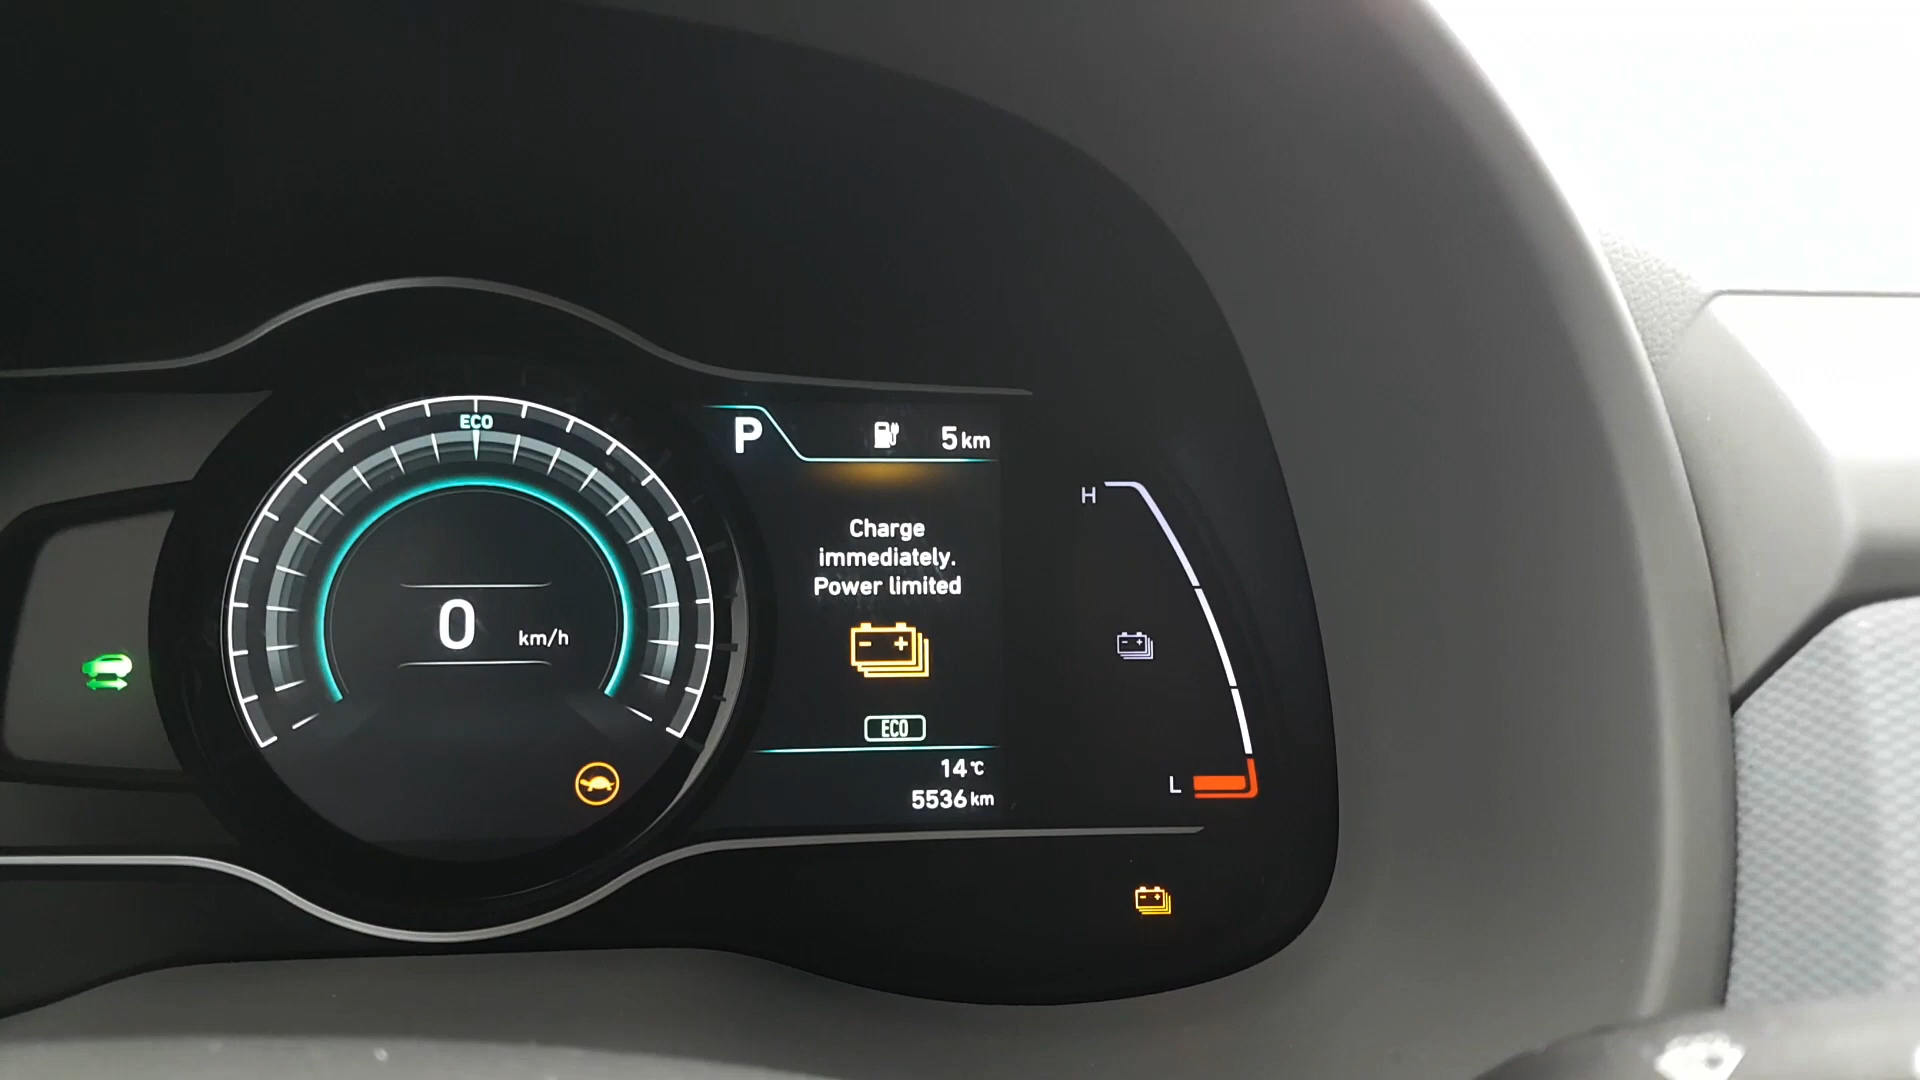 ECO
P
5 km
H
Charge
immediately.
Power limited
0 km/h
ECO
14°C
L
5536 km